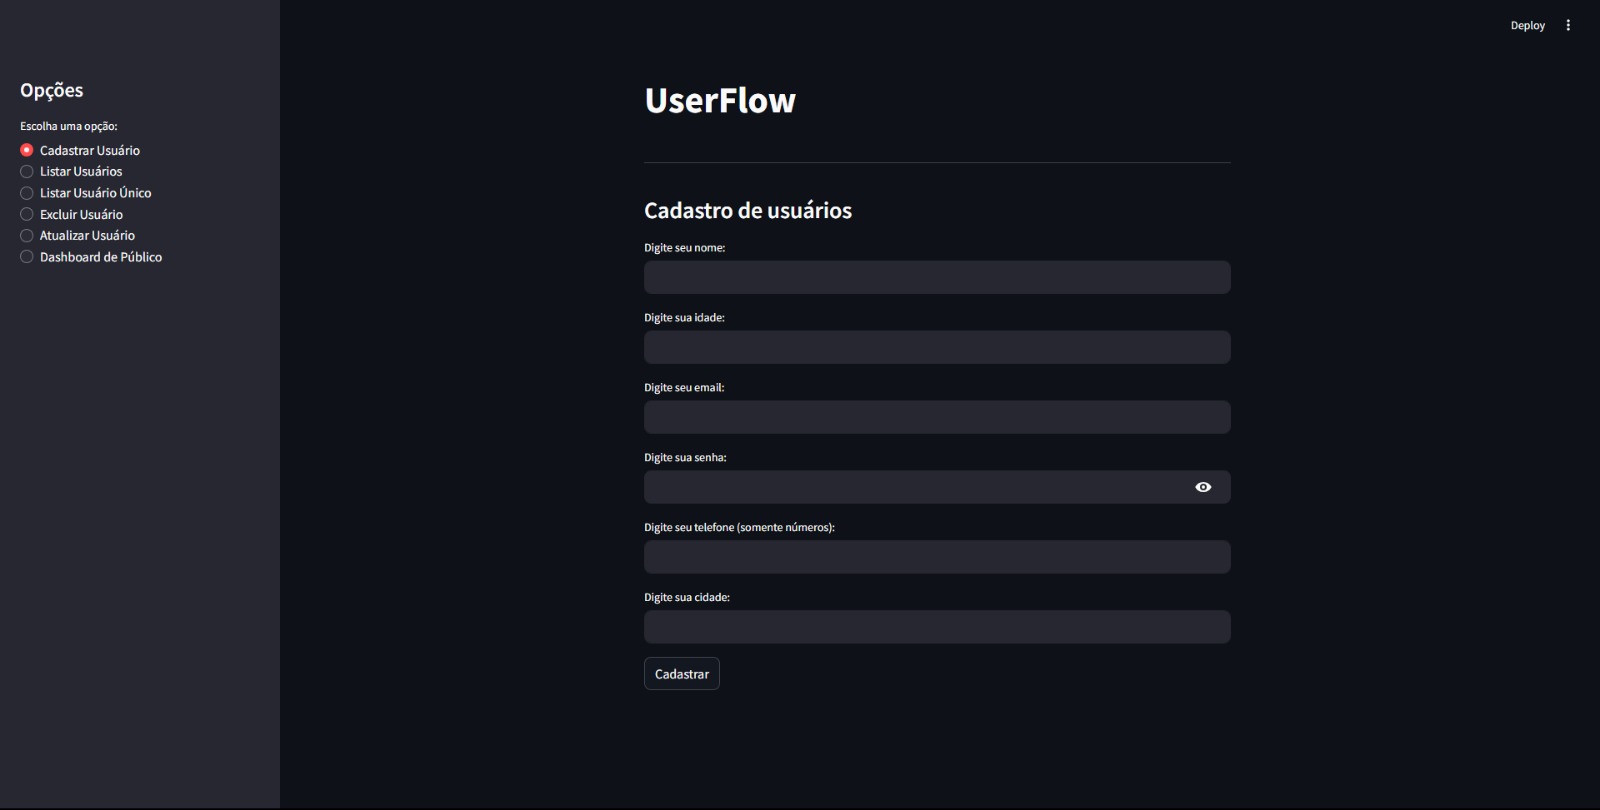 Deploy
Opções
Escolha uma opção:
Cadastrar Usuário
Listar Usuários
Listar Usuário Único
Excluir Usuário
Atualizar Usuário
Dashboard de Público
UserFlow
Cadastro de usuários
Digite seu nome:
Digite sua idade:
Digite seu email:
Digite sua senha:
Digite seu telefone (somente números):
Digite sua cidade:
Cadastrar